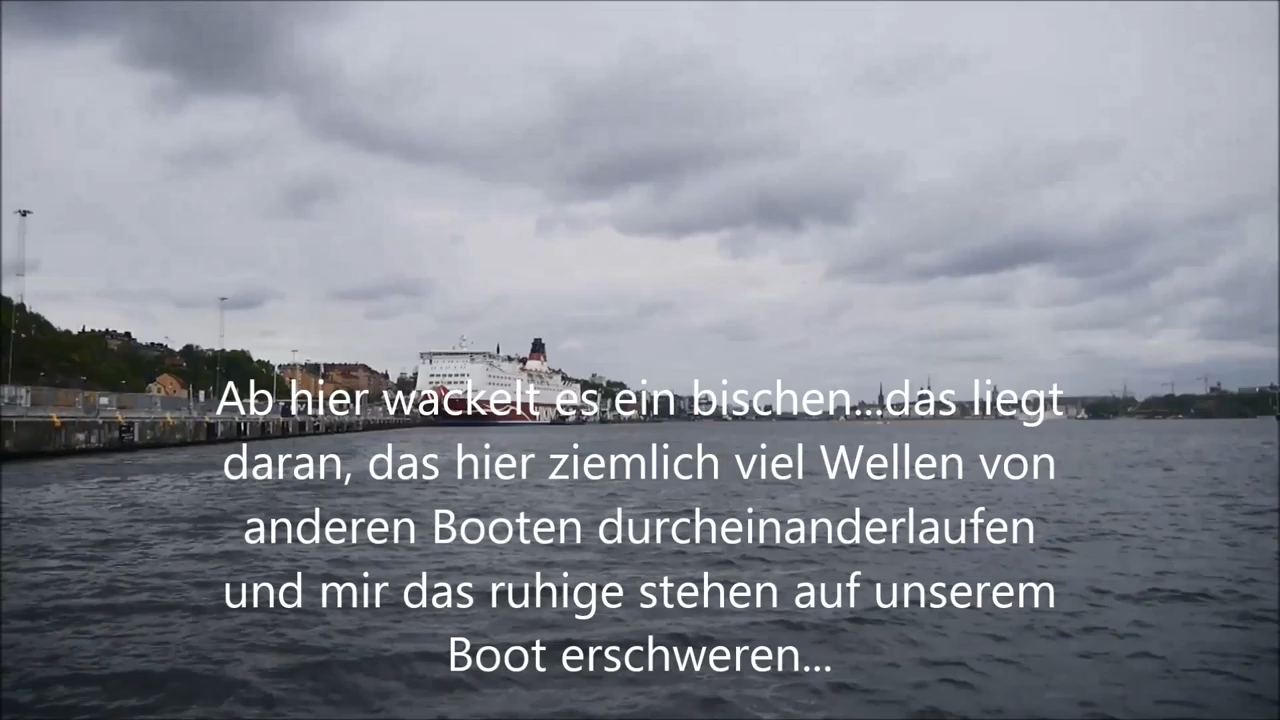 Ab hier wackelt es ein bischen...das liegt
daran, das hier ziemlich viel Wellen von
anderen Booten durcheinanderlaufen
und mir das ruhige stehen auf unserem
Boot erschweren...